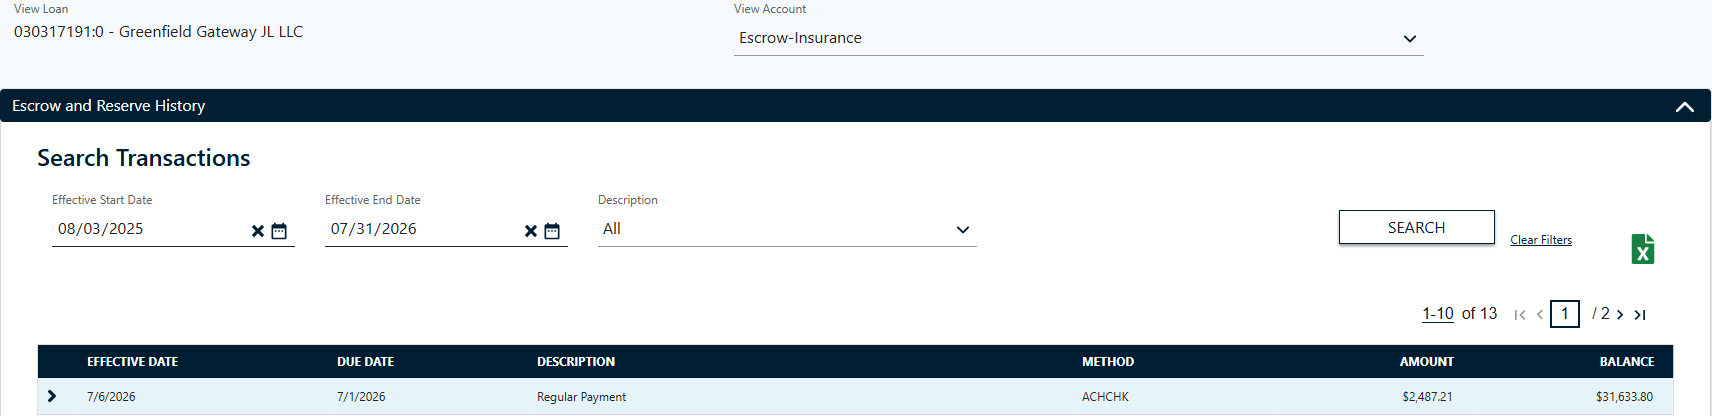 View Loan
030317191:0 - Greenfield Gateway JL LLC
View Account
Escrow-Insurance
Escrow and Reserve History
Search Transactions
Effective Start Date
08/03/2025
Effective End Date
07/31/2026
Description
All
SEARCH
Clear Filters
1-10 of 13 1 / 2
EFFECTIVE DATE DUE DATE DESCRIPTION METHOD AMOUNT BALANCE
7/6/2026 7/1/2026 Regular Payment ACHCHK $2,487.21 $31,633.80